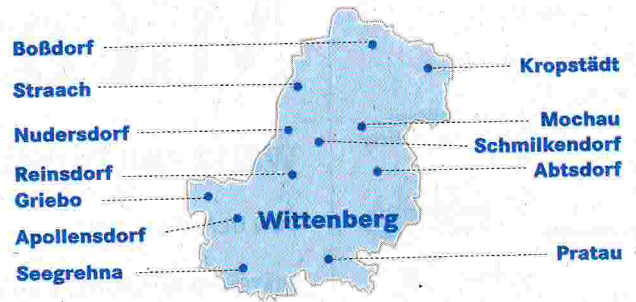 Boßdorf
Kropstädt
Straach
Mochau
Nudersdorf
Schmilkendorf
Reinsdorf
Abtsdorf
Griebo
Wittenberg
Apollensdorf
Pratau
Seegrehna